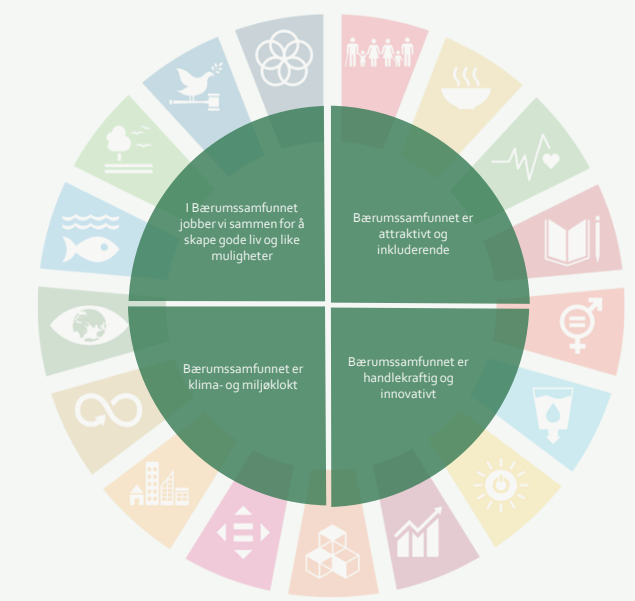 I Bærumssamfunnet
jobber vi sammen for å
skape gode liv og like
muligheter
Bærumssamfunnet er
attraktivt og
inkluderende
Bærumssamfunnet er
klima- og miljøklokt
Bærumssamfunnet er
handlekraftig og
innovativt